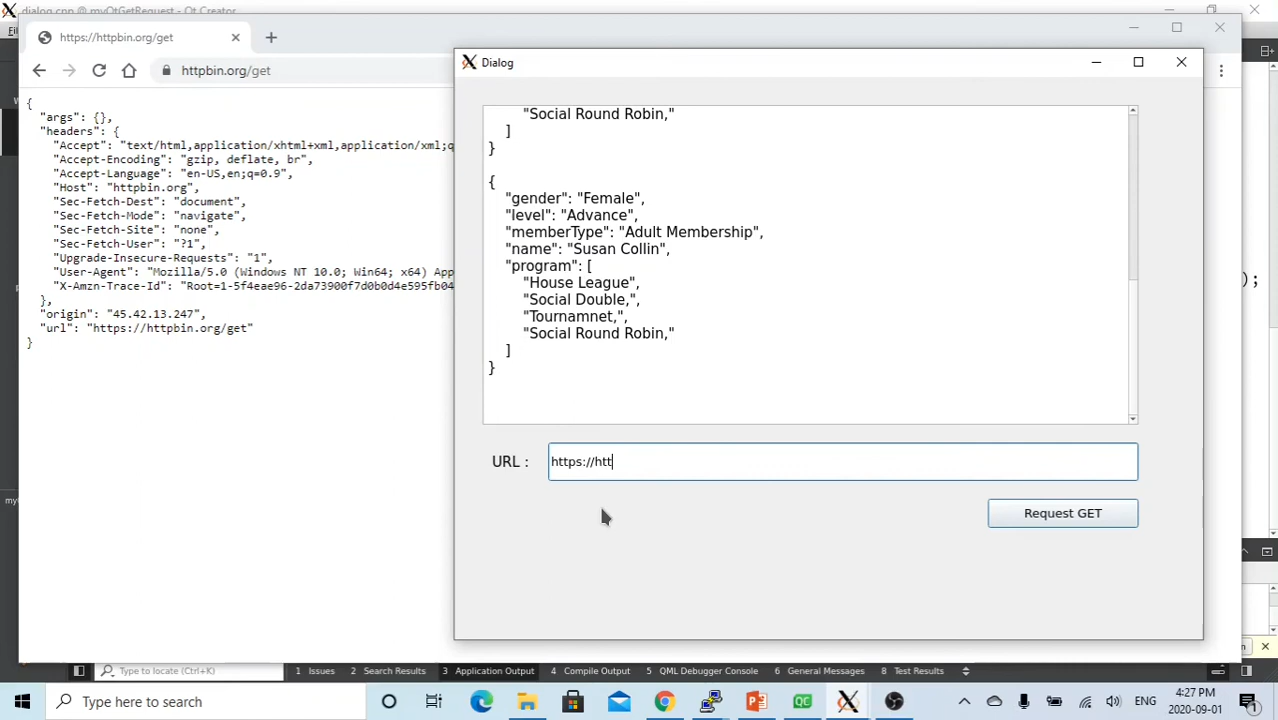 dialog.cpp @ myQtGetRequest - Qt Creator
https://httpbin.org/get
httpbin.org/get
{
"args": {},
"headers": {
"Accept": "text/html,application/xhtml+xml,application/xml;q
"Accept-Encoding": "gzip, deflate, br",
"Accept-Language": "en-US,en;q=0.9",
"Host": "httpbin.org",
"Sec-Fetch-Dest": "document",
"Sec-Fetch-Mode": "navigate",
"Sec-Fetch-Site": "none",
"Sec-Fetch-User": "?1",
"Upgrade-Insecure-Requests": "1",
"User-Agent": "Mozilla/5.0 (Windows NT 10.0; Win64; x64) App
"X-Amzn-Trace-Id": "Root=1-5f4eae96-2da73900f7d0b0d4e595fb04
},
"origin": "45.42.13.247",
"url": "https://httpbin.org/get"
}
Dialog
"Social Round Robin,"
]
}
{
"gender": "Female",
"level": "Advance",
"memberType": "Adult Membership",
"name": "Susan Collin",
"program": [
"House League",
"Social Double,",
"Tournamnet,",
"Social Round Robin,"
]
}
URL :
https://htt
Request GET
);
Type to locate (Ctrl+K)
1 Issues
2 Search Results
3 Application Output
4 Compile Output
5 QML Debugger Console
6 General Messages
8 Test Results
Type here to search
ENG
4:27 PM
2020-09-01